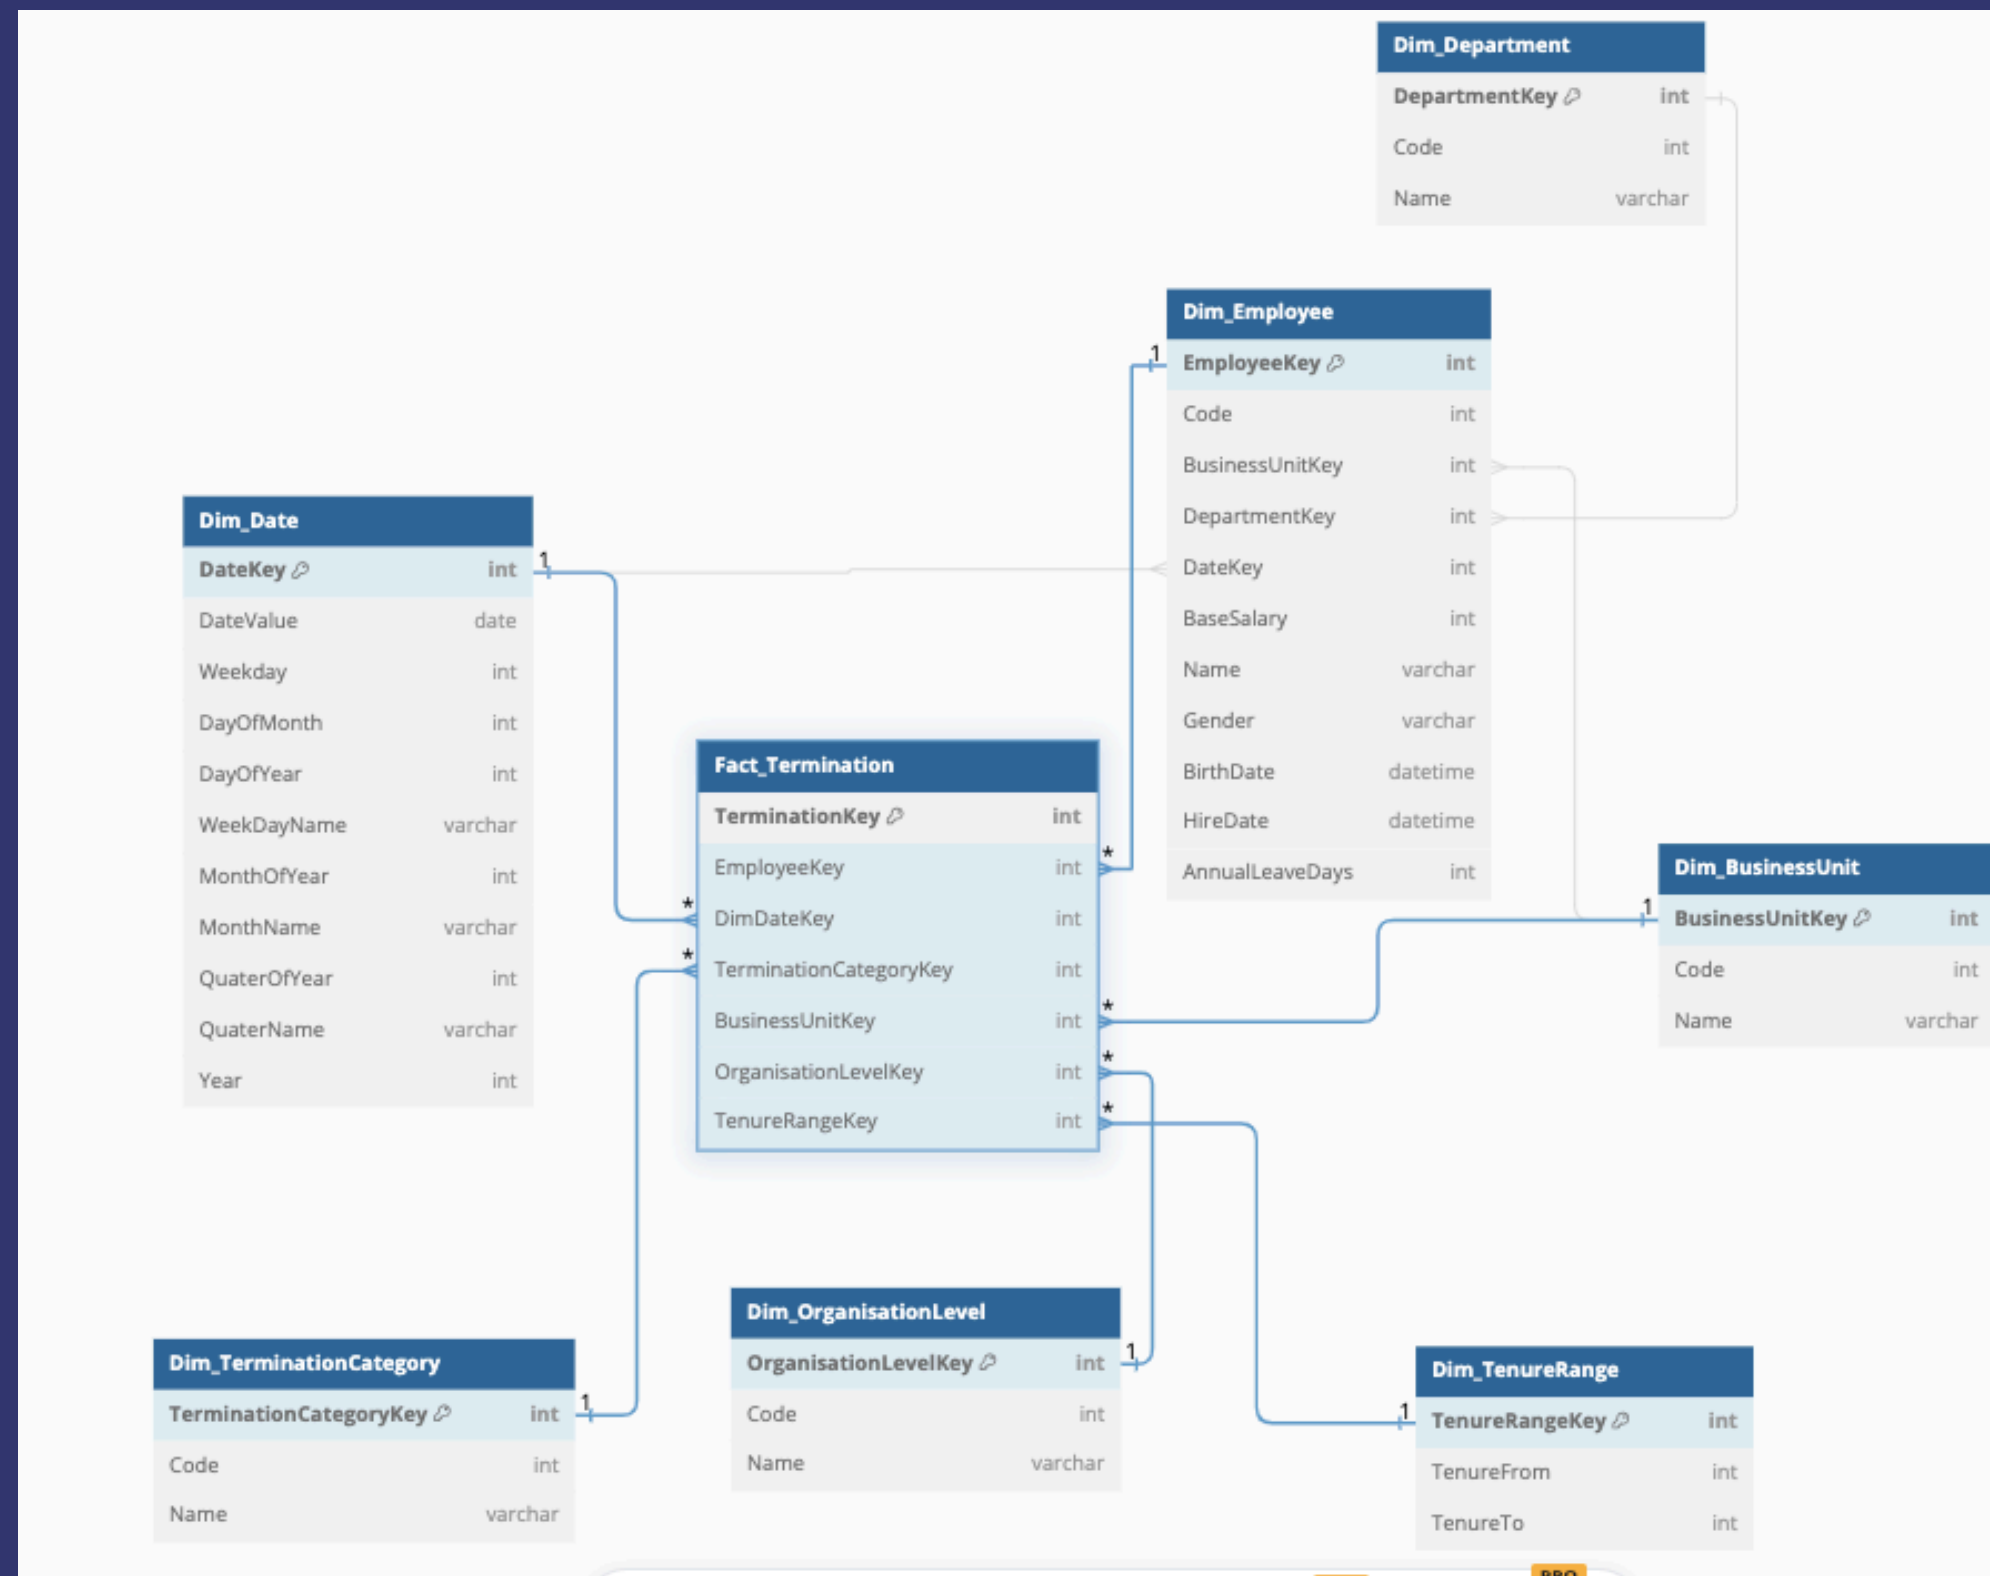 Dim_Department
DepartmentKey int
Code int
Name varchar
Dim_Employee
1
EmployeeKey int
Code int
BusinessUnitKey int
DepartmentKey int
DateKey int
BaseSalary int
Name varchar
Gender varchar
BirthDate datetime
HireDate datetime
AnnualLeaveDays int
Dim_Date
DateKey int
1
DateValue date
Weekday int
DayOfMonth int
DayOfYear int
WeekDayName varchar
MonthOfYear int
MonthName varchar
QuaterOfYear int
QuaterName varchar
Year int
Fact_Termination
TerminationKey int
EmployeeKey int *
* DimDateKey int
* TerminationCategoryKey int
BusinessUnitKey int *
OrganisationLevelKey int *
TenureRangeKey int *
Dim_BusinessUnit
1
BusinessUnitKey int
Code int
Name varchar
Dim_OrganisationLevel
OrganisationLevelKey int
1
Code int
Name varchar
Dim_TerminationCategory
TerminationCategoryKey int
1
Code int
Name varchar
Dim_TenureRange
1
TenureRangeKey int
TenureFrom int
TenureTo int
PRO